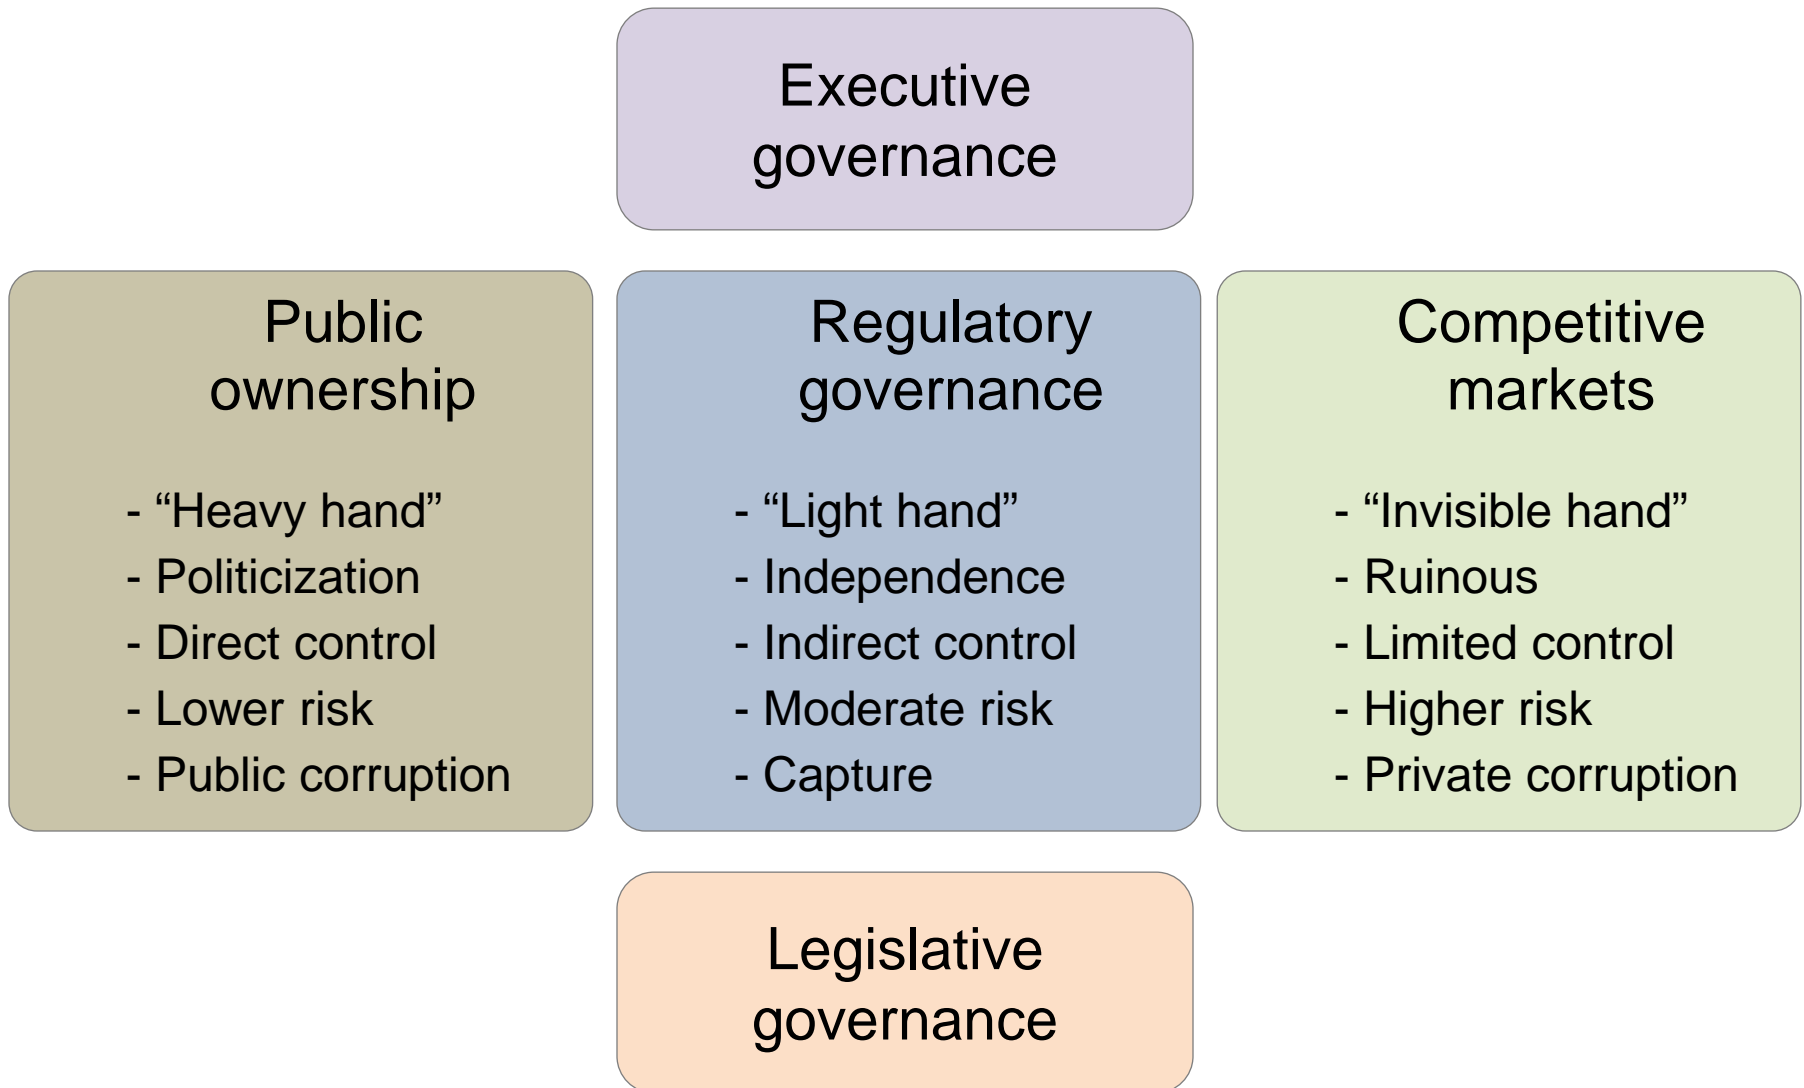 Executive
governance
Public
ownership
- “Heavy hand”
- Politicization
- Direct control
- Lower risk
- Public corruption
Regulatory
governance
- “Light hand”
- Independence
- Indirect control
- Moderate risk
- Capture
Competitive
markets
- “Invisible hand”
- Ruinous
- Limited control
- Higher risk
- Private corruption
Legislative
governance